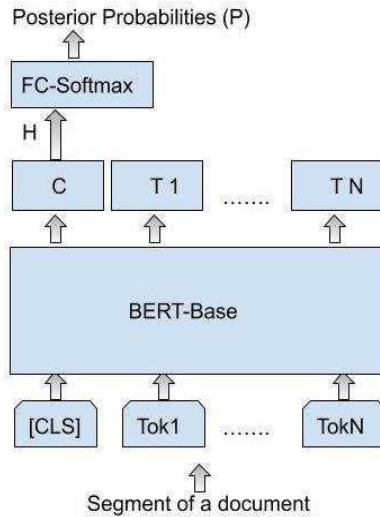 Posterior Probabilities (P)
FC-Softmax
H
C T 1 ....... T N
BERT-Base
[CLS] Tok1 ....... TokN
Segment of a document